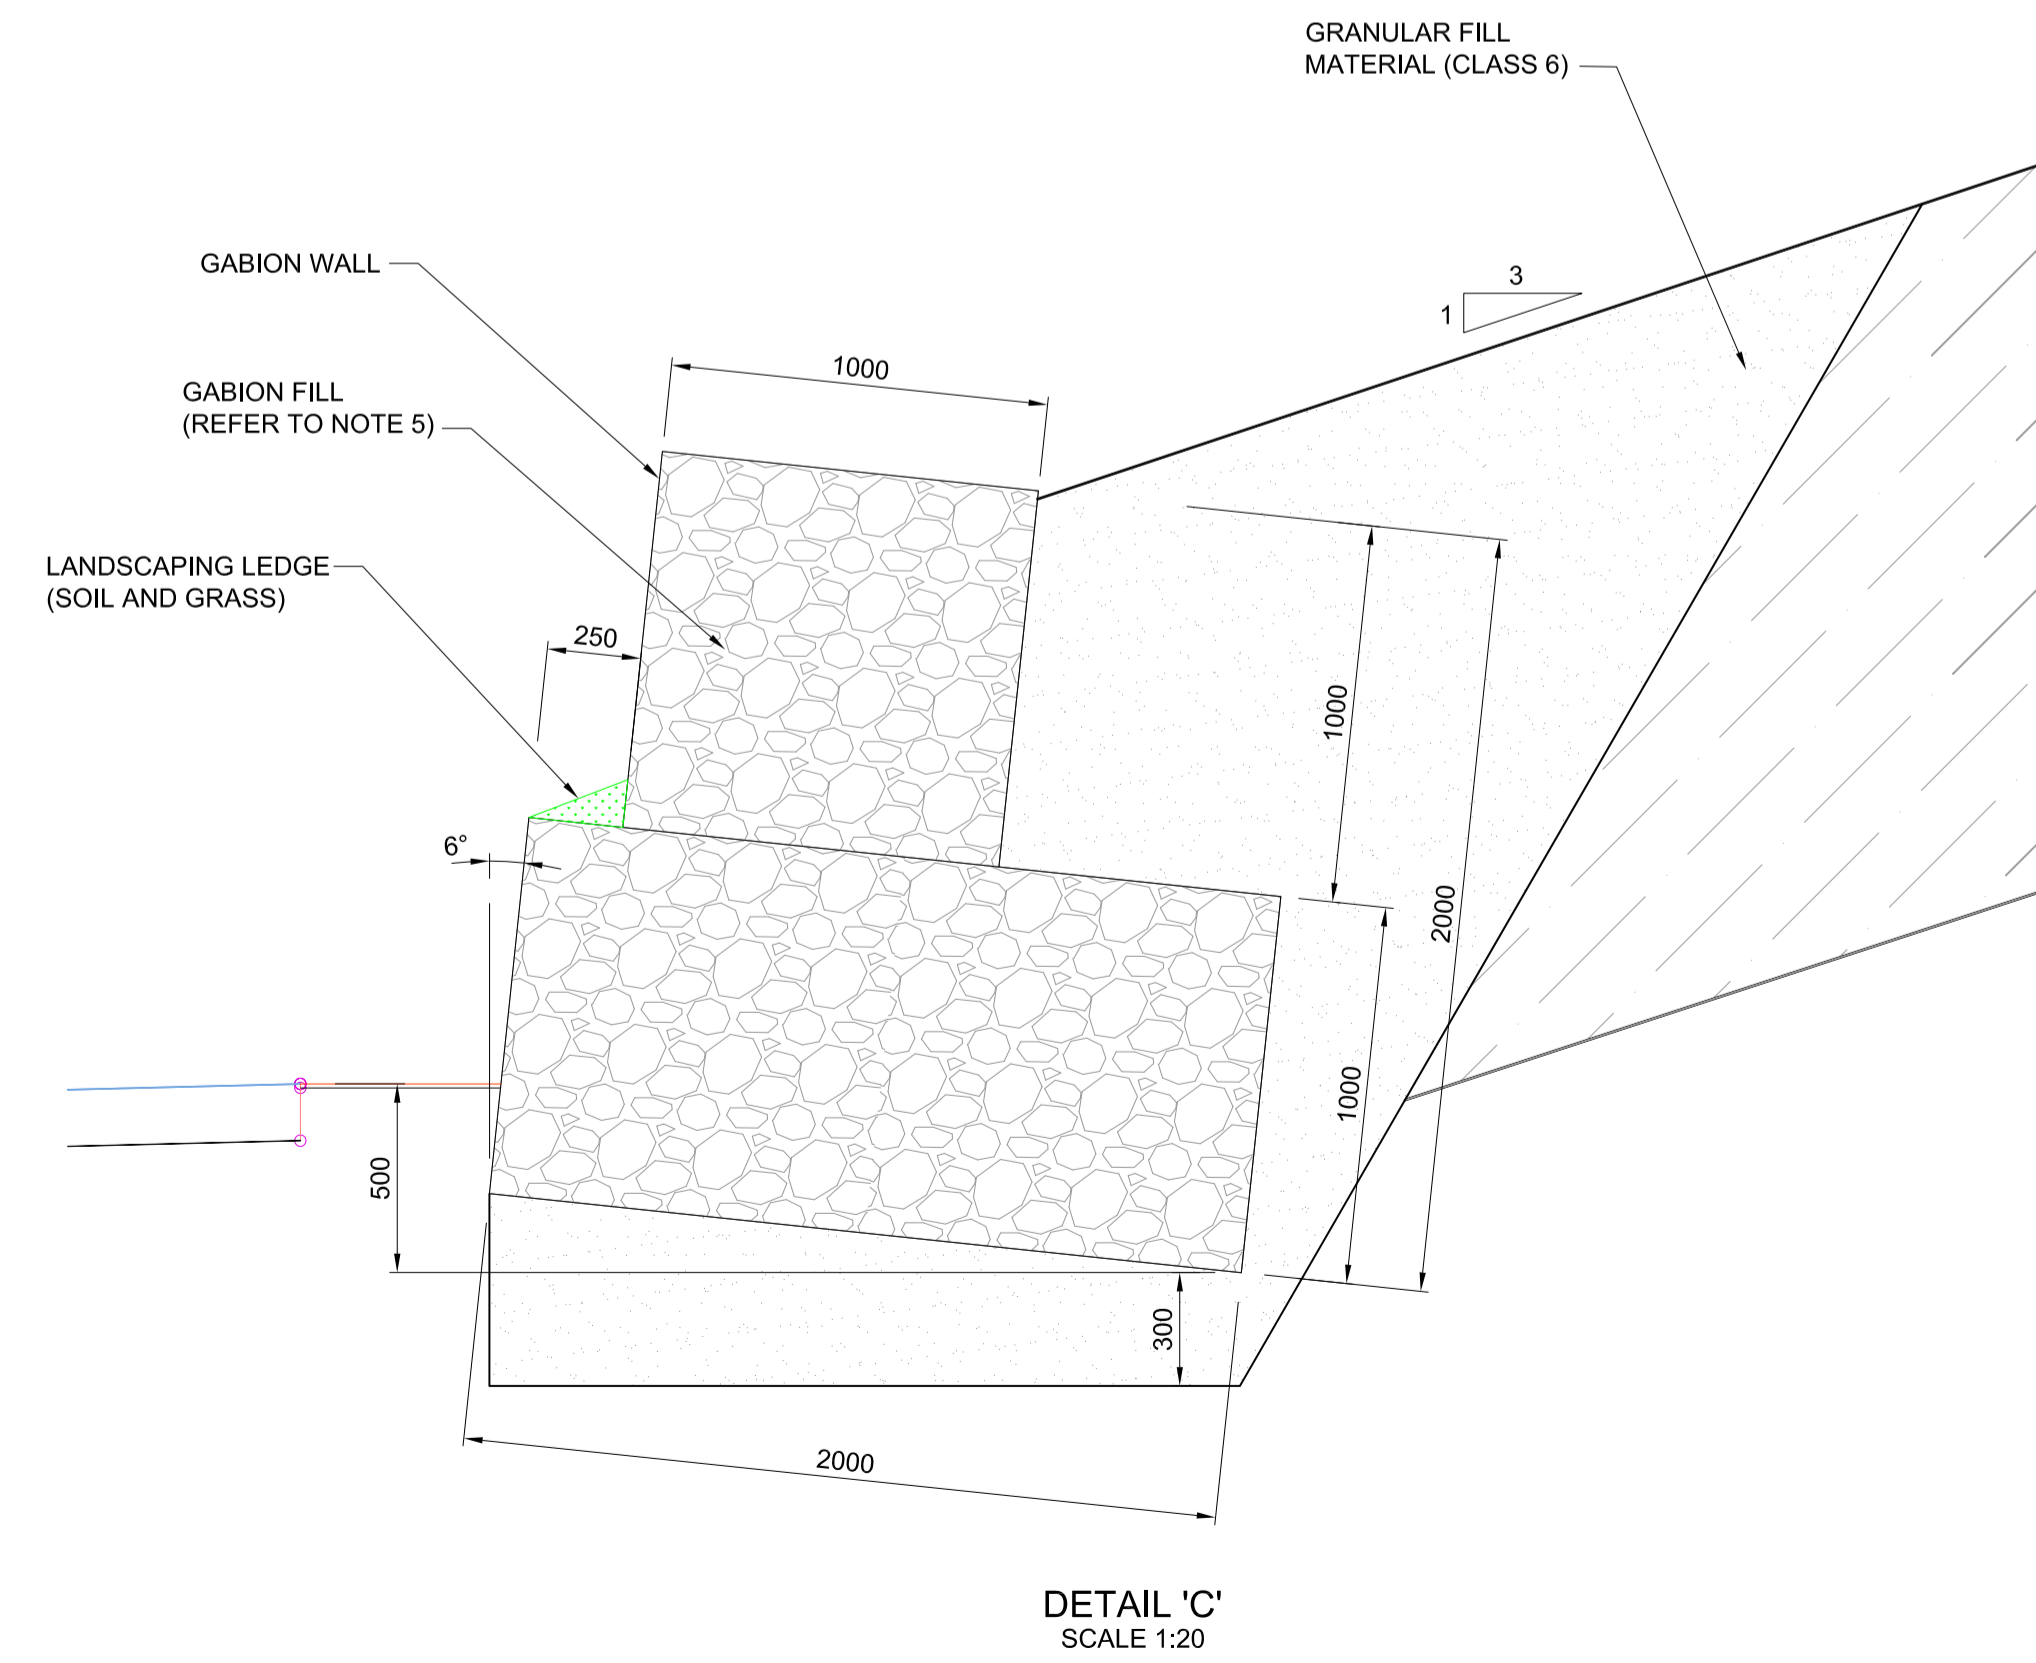 GRANULAR FILL
MATERIAL (CLASS 6)
GABION WALL
3
1
1000
GABION FILL
(REFER TO NOTE 5)
LANDSCAPING LEDGE
(SOIL AND GRASS)
250
1000
6°
2000
1000
500
300
2000
DETAIL 'C'
SCALE 1:20